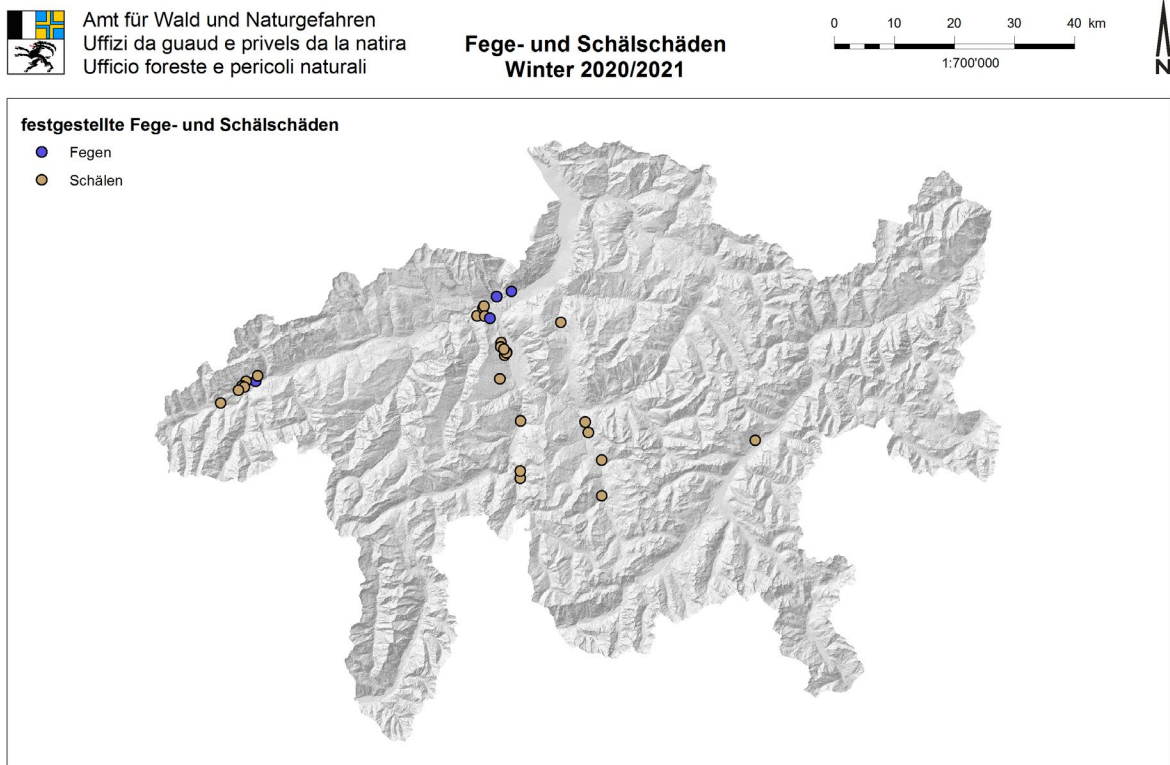 Amt für Wald und Naturgefahren
Uffizi da guaud e privels da la natira
Ufficio foreste e pericoli naturali
Fege- und Schälschäden
Winter 2020/2021
0 10 20 30 40 km
1:700'000
N
festgestellte Fege- und Schälschäden
Fegen
Schälen